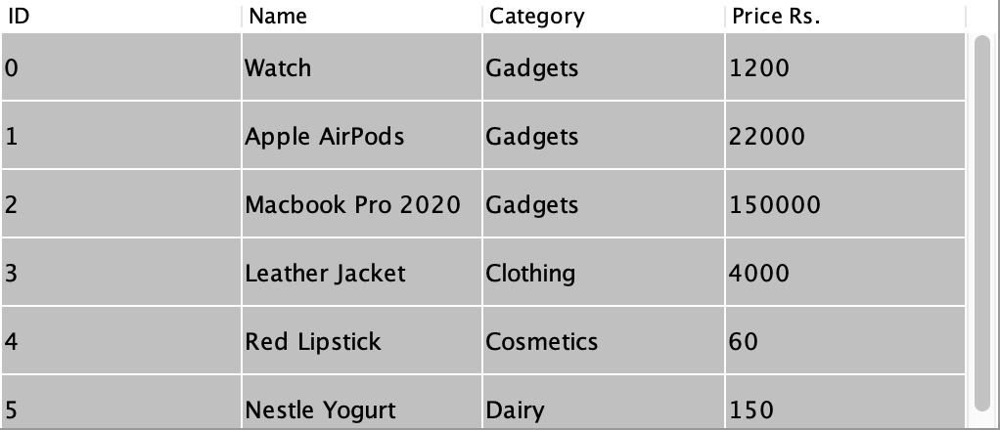 ID Name Category Price Rs.
0 Watch Gadgets 1200
1 Apple AirPods Gadgets 22000
2 Macbook Pro 2020 Gadgets 150000
3 Leather Jacket Clothing 4000
4 Red Lipstick Cosmetics 60
5 Nestle Yogurt Dairy 150